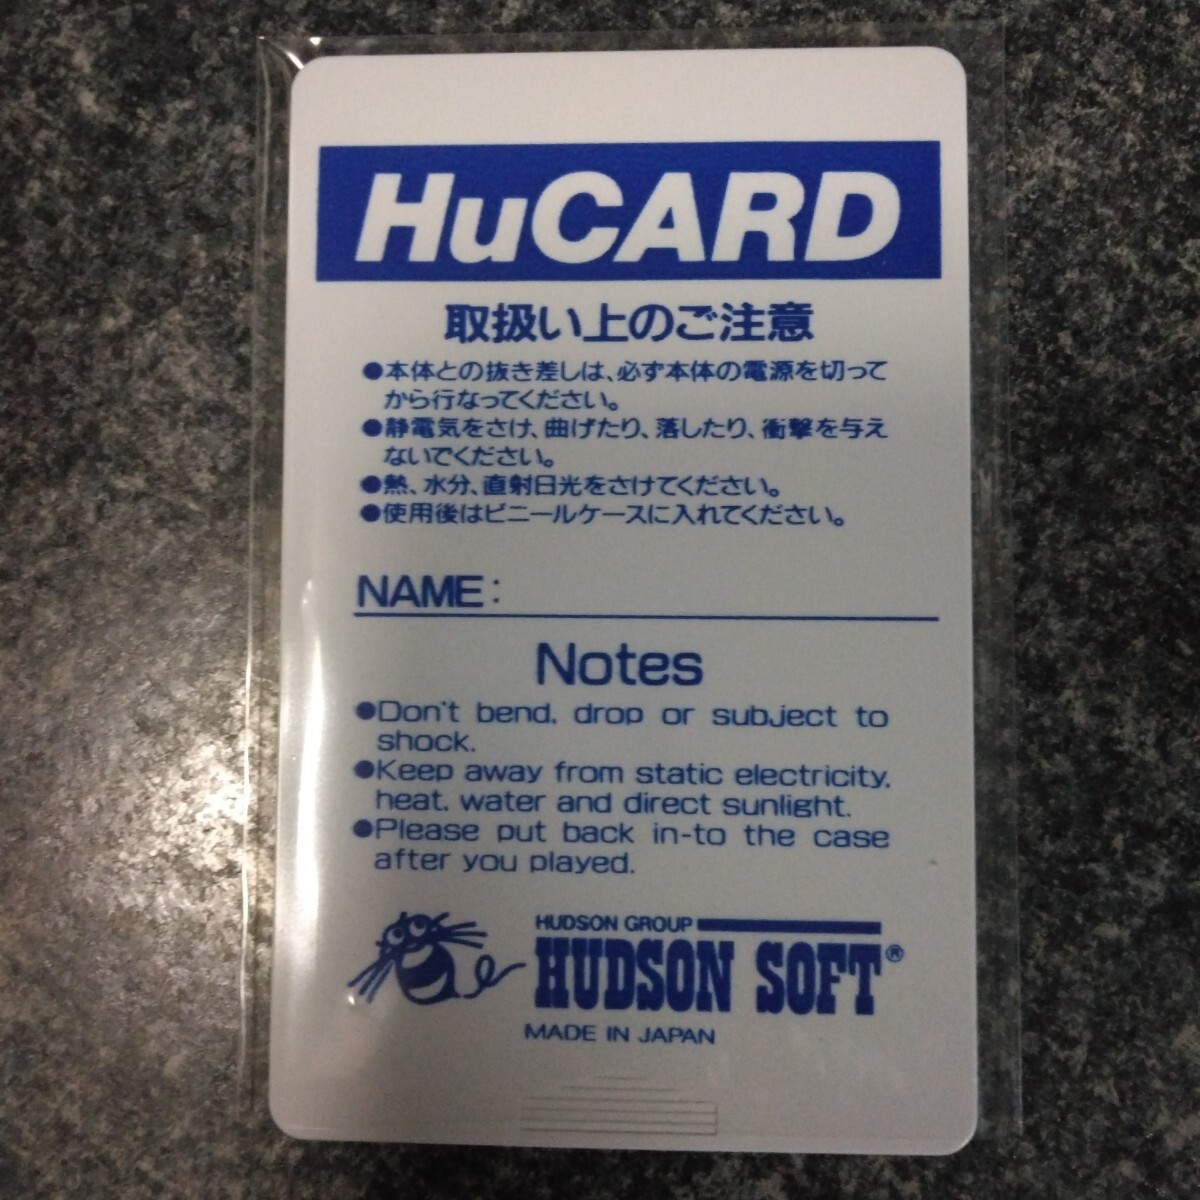 HuCARD
取扱い上のご注意
●本体との抜き差しは、必ず本体の電源を切って
から行なってください。
●静電気をさけ、曲げたり、落したり、衝撃を与え
ないでください。
●熱、水分、直射日光をさけてください。
●使用後はビニールケースに入れてください。
NAME:
Notes
●Don't bend, drop or subject to
shock.
●Keep away from static electricity,
heat, water and direct sunlight.
●Please put back in-to the case
after you played.
HUDSON GROUP
HUDSON SOFT®
MADE IN JAPAN